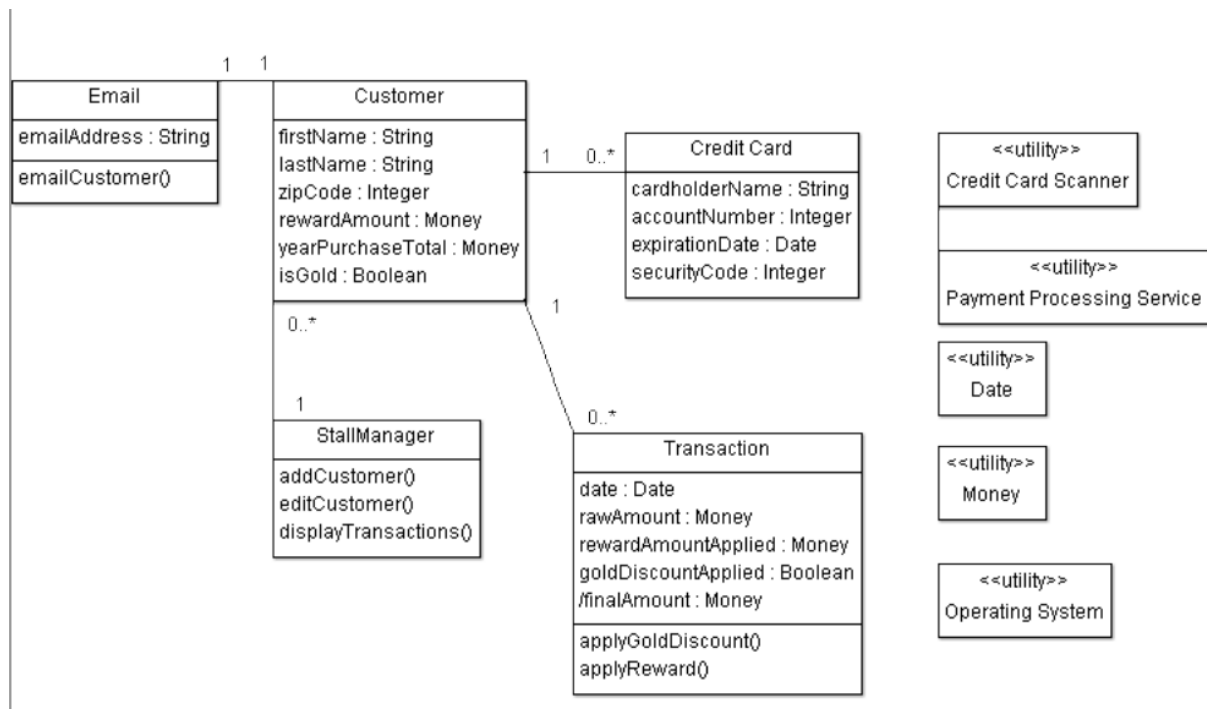 1 1
Email
emailAddress : String
emailCustomer()
Customer
firstName : String
lastName : String
zipCode : Integer
rewardAmount : Money
yearPurchaseTotal : Money
isGold : Boolean
1 0..*
Credit Card
cardholderName : String
accountNumber : Integer
expirationDate : Date
securityCode : Integer
<<utility>>
Credit Card Scanner
<<utility>>
Payment Processing Service
<<utility>>
Date
<<utility>>
Money
<<utility>>
Operating System
0..*
1
StallManager
addCustomer()
editCustomer()
displayTransactions()
1
0..*
Transaction
date : Date
rawAmount : Money
rewardAmountApplied : Money
goldDiscountApplied : Boolean
/finalAmount : Money
applyGoldDiscount()
applyReward()